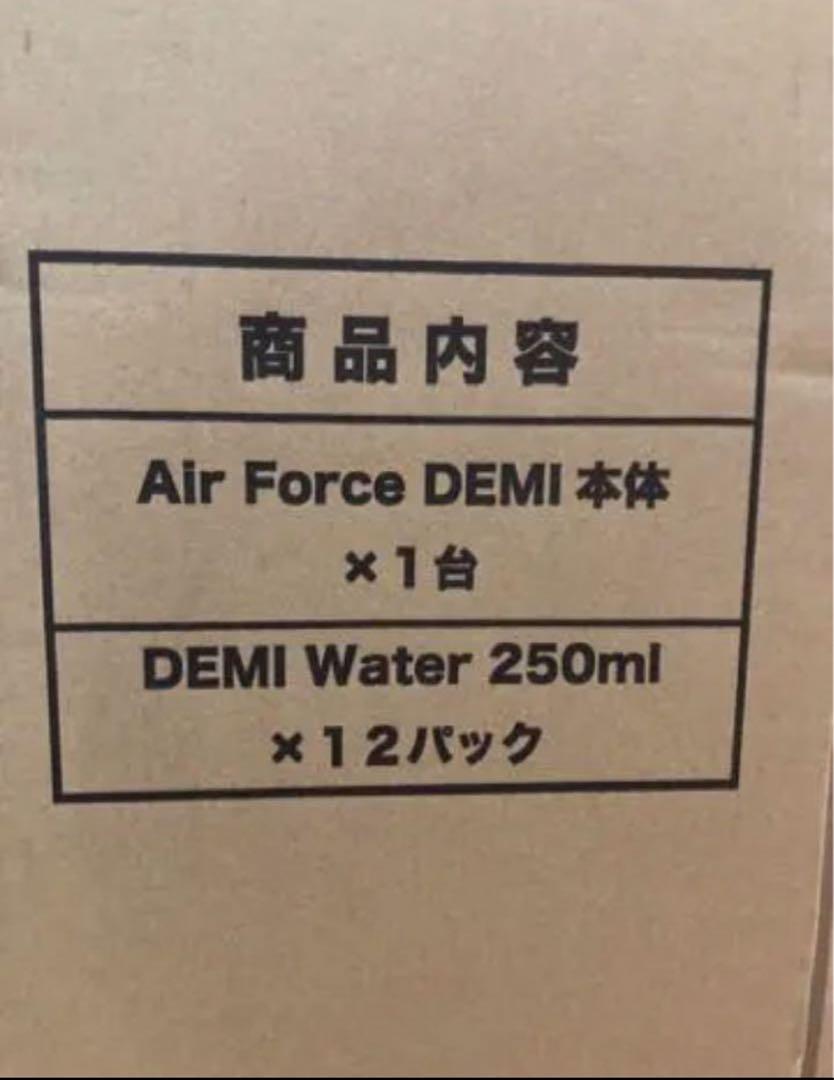 商品内容
Air Force DEMI 本体
×1台
DEMI Water 250ml
×12パック